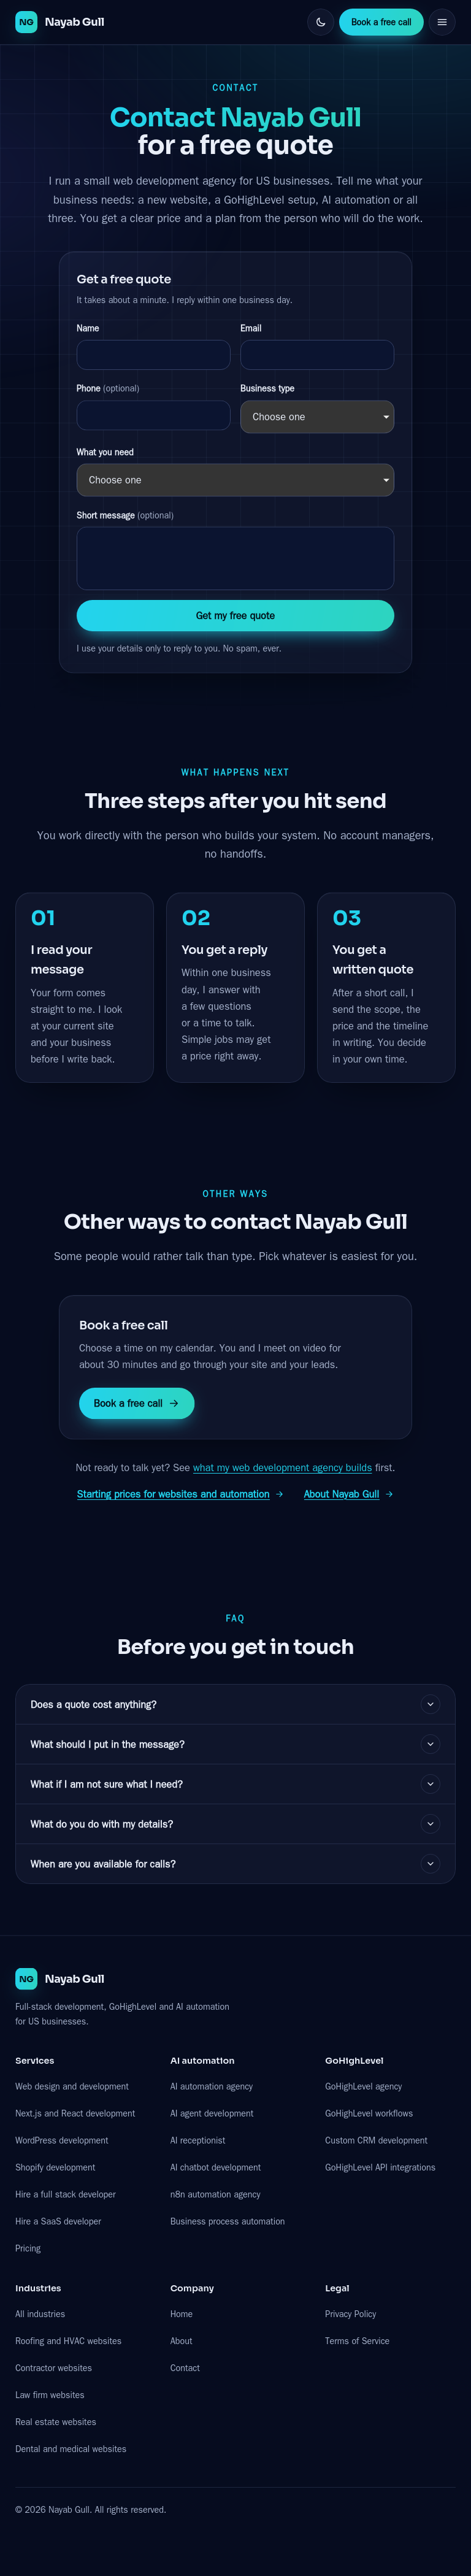 NG Nayab Gull
Book a free call
CONTACT
Contact Nayab Gull
for a free quote
I run a small web development agency for US businesses. Tell me what your
business needs: a new website, a GoHighLevel setup, AI automation or all
three. You get a clear price and a plan from the person who will do the work.
Get a free quote
It takes about a minute. I reply within one business day.
Name
Email
Phone (optional)
Business type
Choose one
What you need
Choose one
Short message (optional)
Get my free quote
I use your details only to reply to you. No spam, ever.
WHAT HAPPENS NEXT
Three steps after you hit send
You work directly with the person who builds your system. No account managers,
no handoffs.
01
I read your
message
Your form comes
straight to me. I look
at your current site
and your business
before I write back.
02
You get a reply
Within one business
day, I answer with
a few questions
or a time to talk.
Simple jobs may get
a price right away.
03
You get a
written quote
After a short call, I
send the scope, the
price and the timeline
in writing. You decide
in your own time.
OTHER WAYS
Other ways to contact Nayab Gull
Some people would rather talk than type. Pick whatever is easiest for you.
Book a free call
Choose a time on my calendar. You and I meet on video for
about 30 minutes and go through your site and your leads.
Book a free call →
Not ready to talk yet? See what my web development agency builds first.
Starting prices for websites and automation → About Nayab Gull →
FAQ
Before you get in touch
Does a quote cost anything?
What should I put in the message?
What if I am not sure what I need?
What do you do with my details?
When are you available for calls?
NG Nayab Gull
Full-stack development, GoHighLevel and AI automation
for US businesses.
Services
Web design and development
Next.js and React development
WordPress development
Shopify development
Hire a full stack developer
Hire a SaaS developer
Pricing
AI automation
AI automation agency
AI agent development
AI receptionist
AI chatbot development
n8n automation agency
Business process automation
GoHighLevel
GoHighLevel agency
GoHighLevel workflows
Custom CRM development
GoHighLevel API integrations
Industries
All industries
Roofing and HVAC websites
Contractor websites
Law firm websites
Real estate websites
Dental and medical websites
Company
Home
About
Contact
Legal
Privacy Policy
Terms of Service
© 2026 Nayab Gull. All rights reserved.